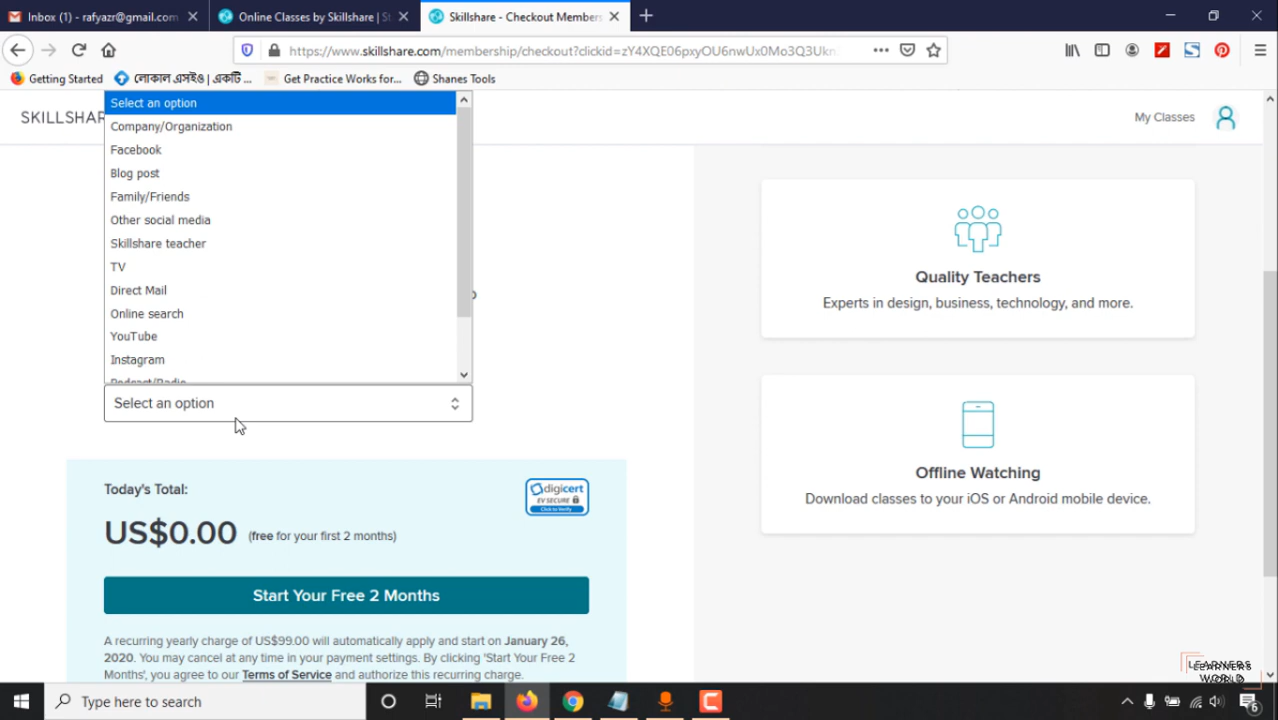 Inbox (1) - rafyazr@gmail.com
Online Classes by Skillshare | St
Skillshare - Checkout Members
https://www.skillshare.com/membership/checkout?clickid=zY4XQE06pxyOU6nwUx0Mo3Q3Ukn
Getting Started
লোকাল এসইও | একটি ...
Get Practice Works for...
Shanes Tools
SKILLSHAR
My Classes
Select an option
Company/Organization
Facebook
Blog post
Family/Friends
Other social media
Skillshare teacher
TV
Direct Mail
Online search
YouTube
Instagram
Podcast/Radio
Select an option
Quality Teachers
Experts in design, business, technology, and more.
Offline Watching
Download classes to your iOS or Android mobile device.
Today's Total:
digicert
EV SECURE
Click to Verify
US$0.00 (free for your first 2 months)
Start Your Free 2 Months
A recurring yearly charge of US$99.00 will automatically apply and start on January 26,
2020. You may cancel at any time in your payment settings. By clicking 'Start Your Free 2
Months', you agree to our Terms of Service and authorize this recurring charge.
LEARNERS
WORLD
Type here to search
6